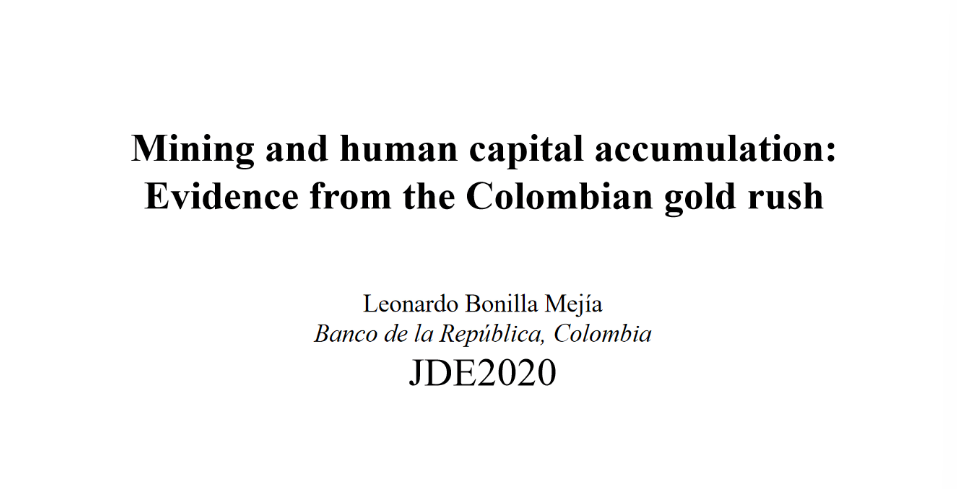 Mining and human capital accumulation:
Evidence from the Colombian gold rush
Leonardo Bonilla Mejía
Banco de la República, Colombia
JDE2020